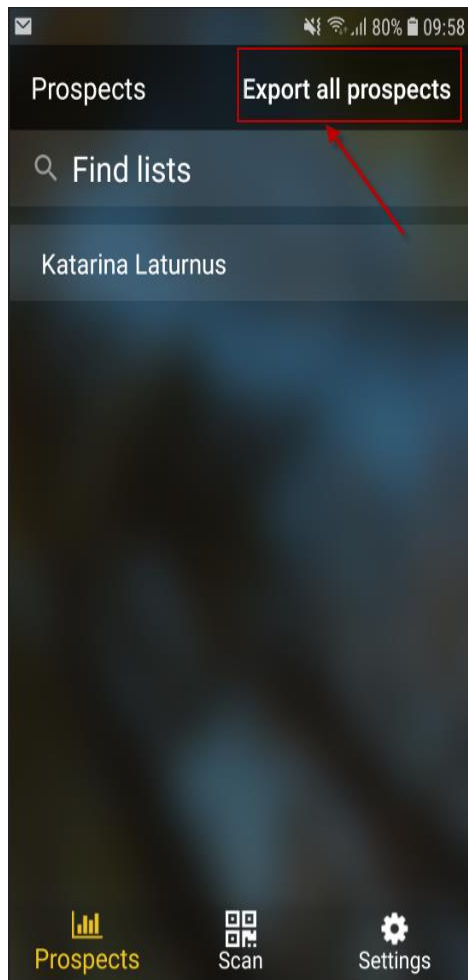 80% 09:58
Prospects Export all prospects
Find lists
Katarina Laturnus
Prospects Scan Settings